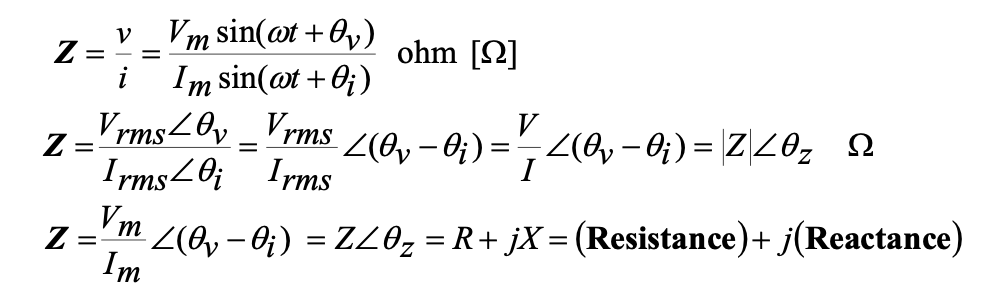 Z = v/i = V_m sin(ωt + θ_v) / I_m sin(ωt + θ_i) ohm [Ω]
Z = V_rms∠θ_v / I_rms∠θ_i = V_rms / I_rms ∠(θ_v − θ_i) = V/I ∠(θ_v − θ_i) = |Z|∠θ_z Ω
Z = V_m / I_m ∠(θ_v − θ_i) = Z∠θ_z = R + jX = (Resistance) + j(Reactance)